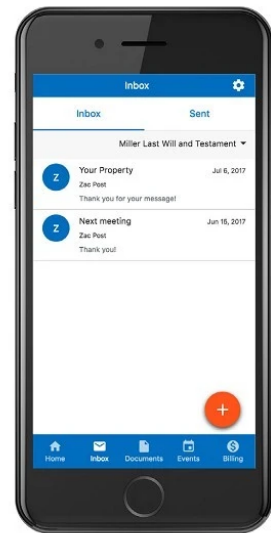 Inbox
Inbox Sent
Miller Last Will and Testament
Z Your Property Jul 6, 2017
Zac Post
Thank you for your message!
Z Next meeting Jun 15, 2017
Zac Post
Thank you!
+
Home Inbox Documents Events Billing